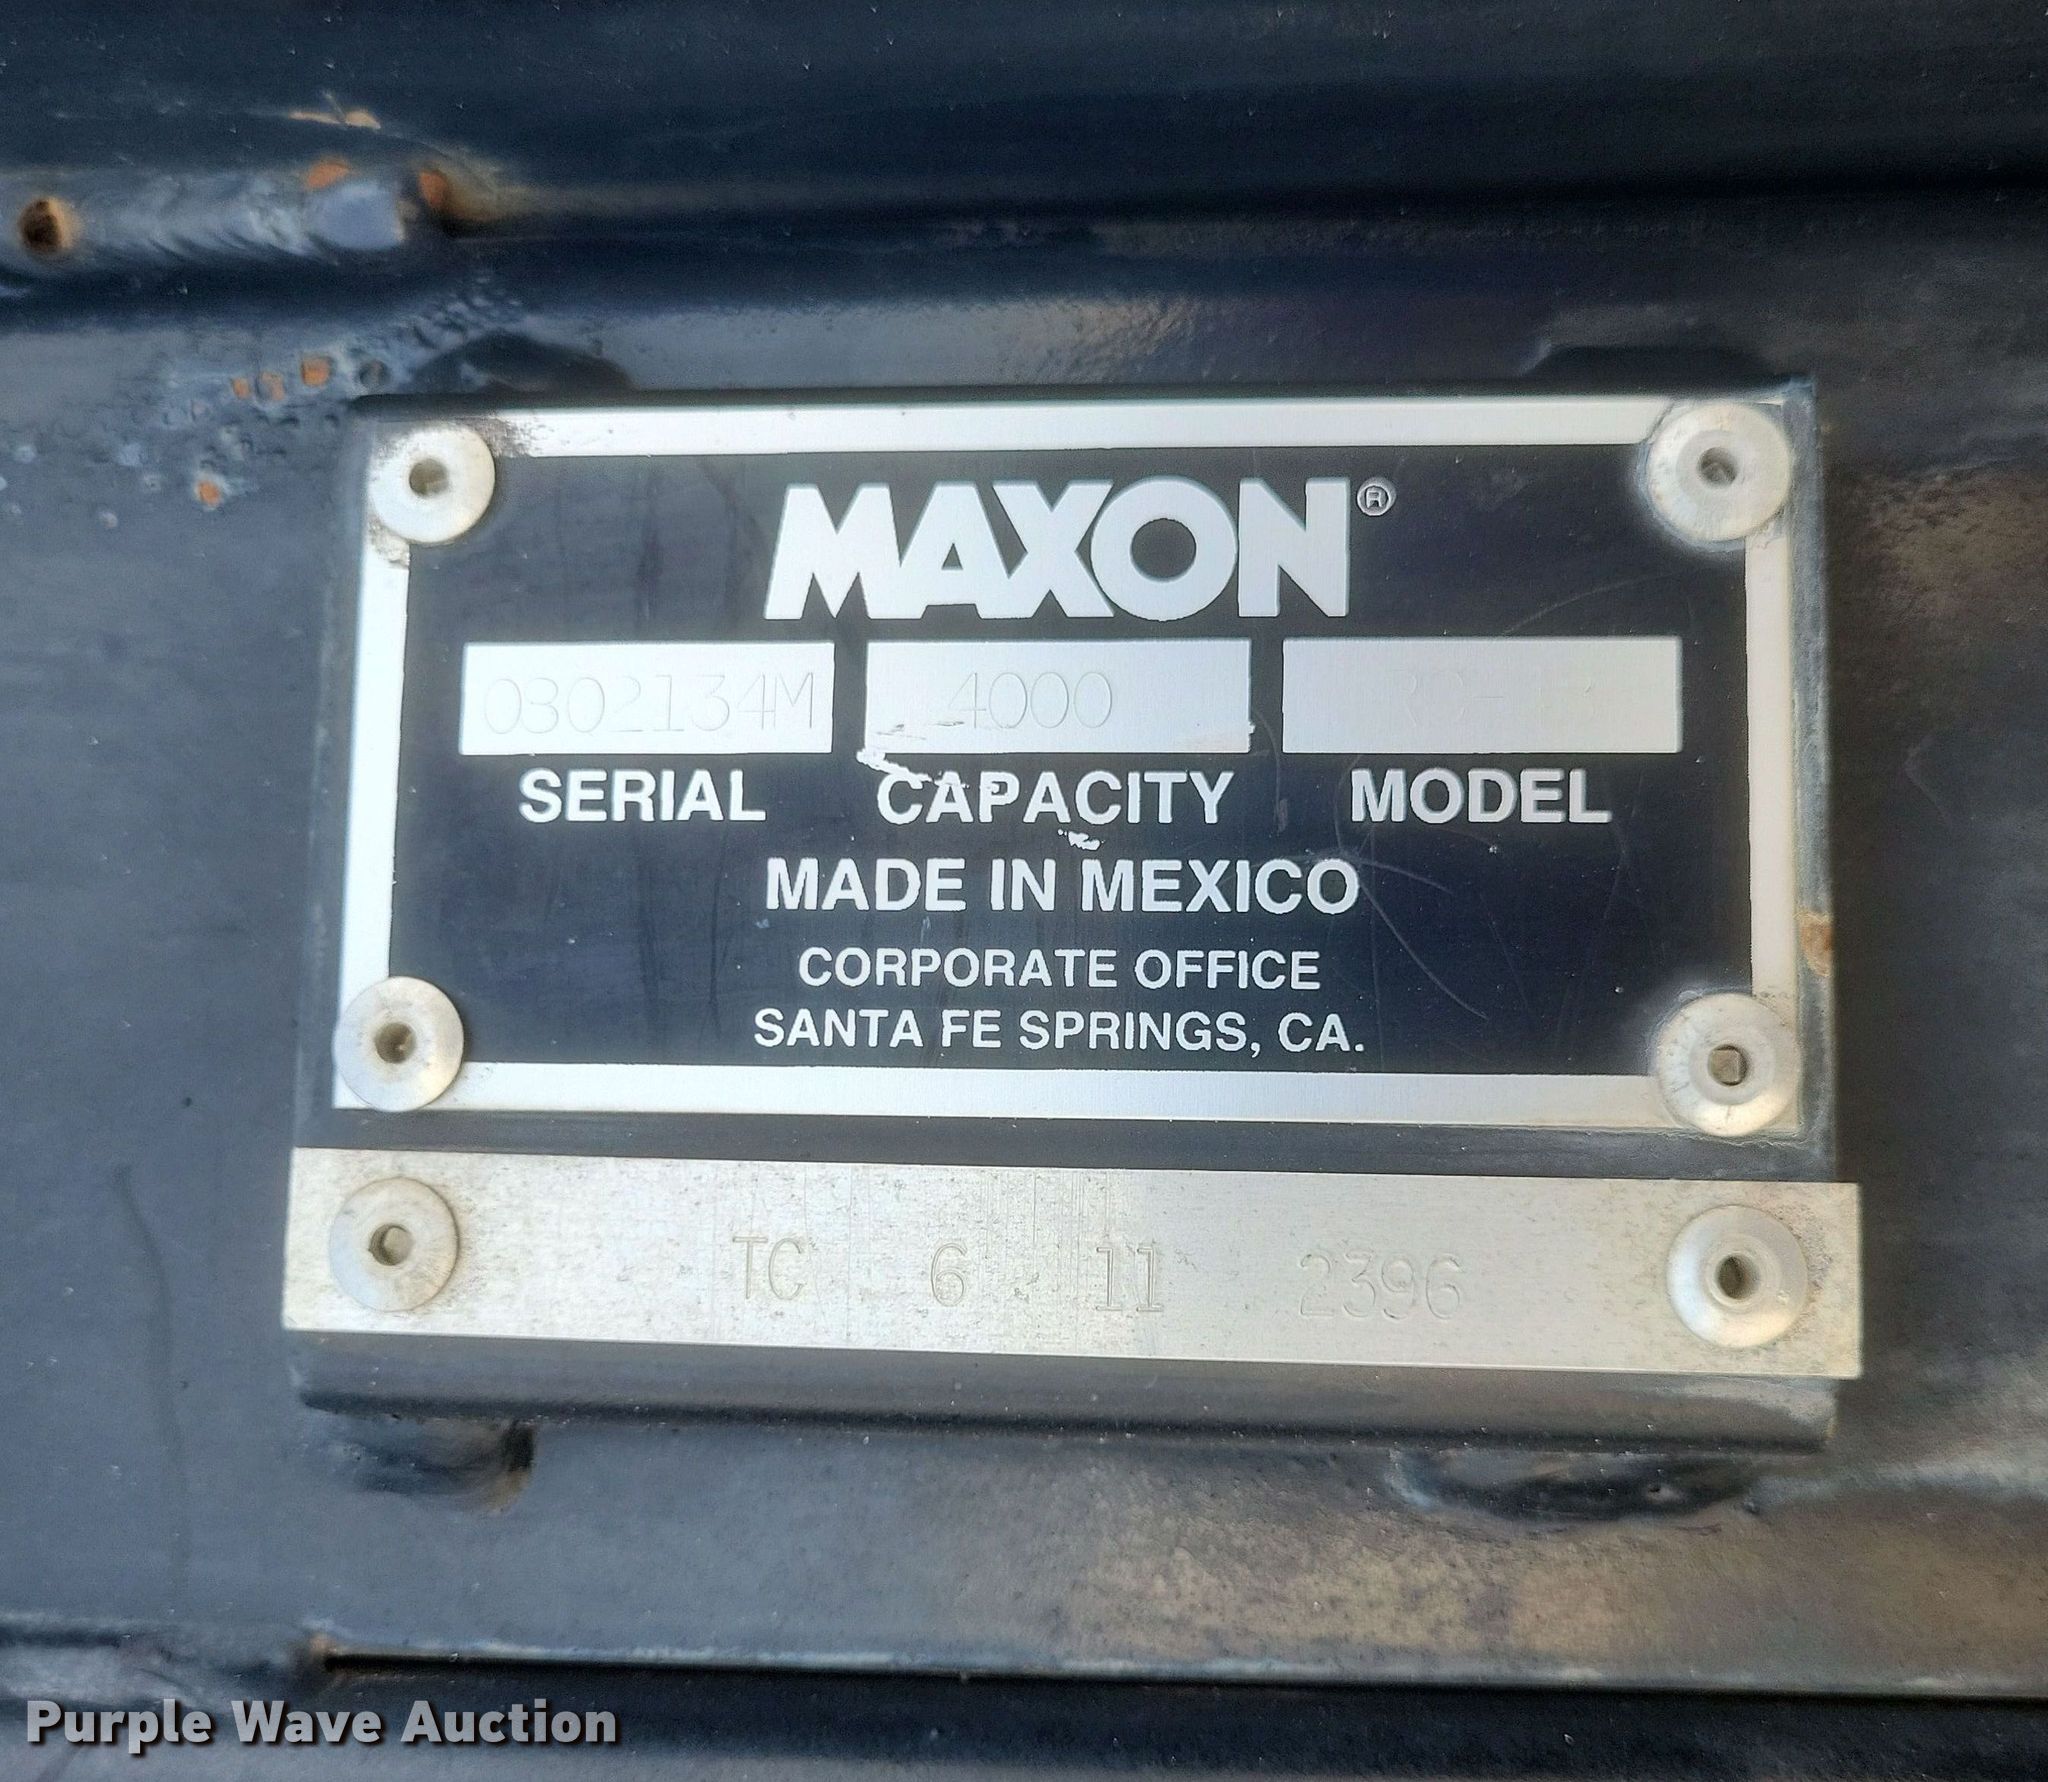 MAXON®
0302134M 4000
SERIAL CAPACITY MODEL
MADE IN MEXICO
CORPORATE OFFICE
SANTA FE SPRINGS, CA.
TC 6 11 2396
Purple Wave Auction